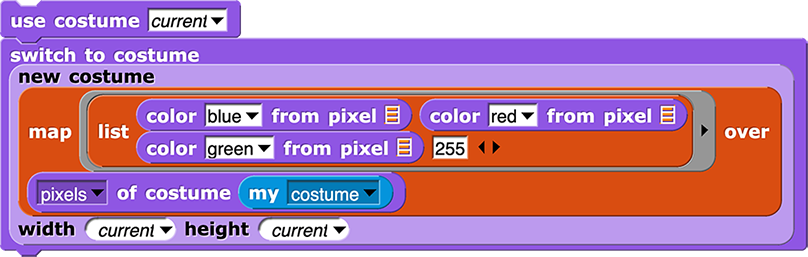 use costume current
switch to costume
new costume
color blue from pixel color red from pixel
map list over
color green from pixel 255
pixels of costume my costume
width current height current